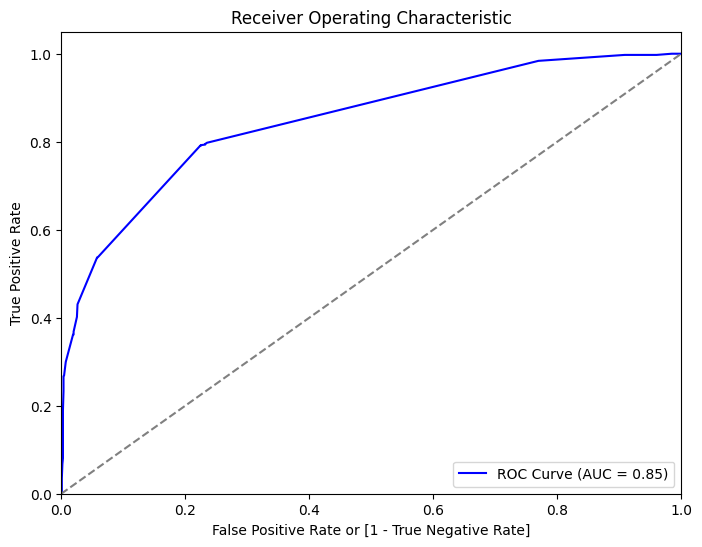 Receiver Operating Characteristic
True Positive Rate
1.0
0.8
0.6
0.4
0.2
0.0
0.0 0.2 0.4 0.6 0.8 1.0
ROC Curve (AUC = 0.85)
False Positive Rate or [1 - True Negative Rate]